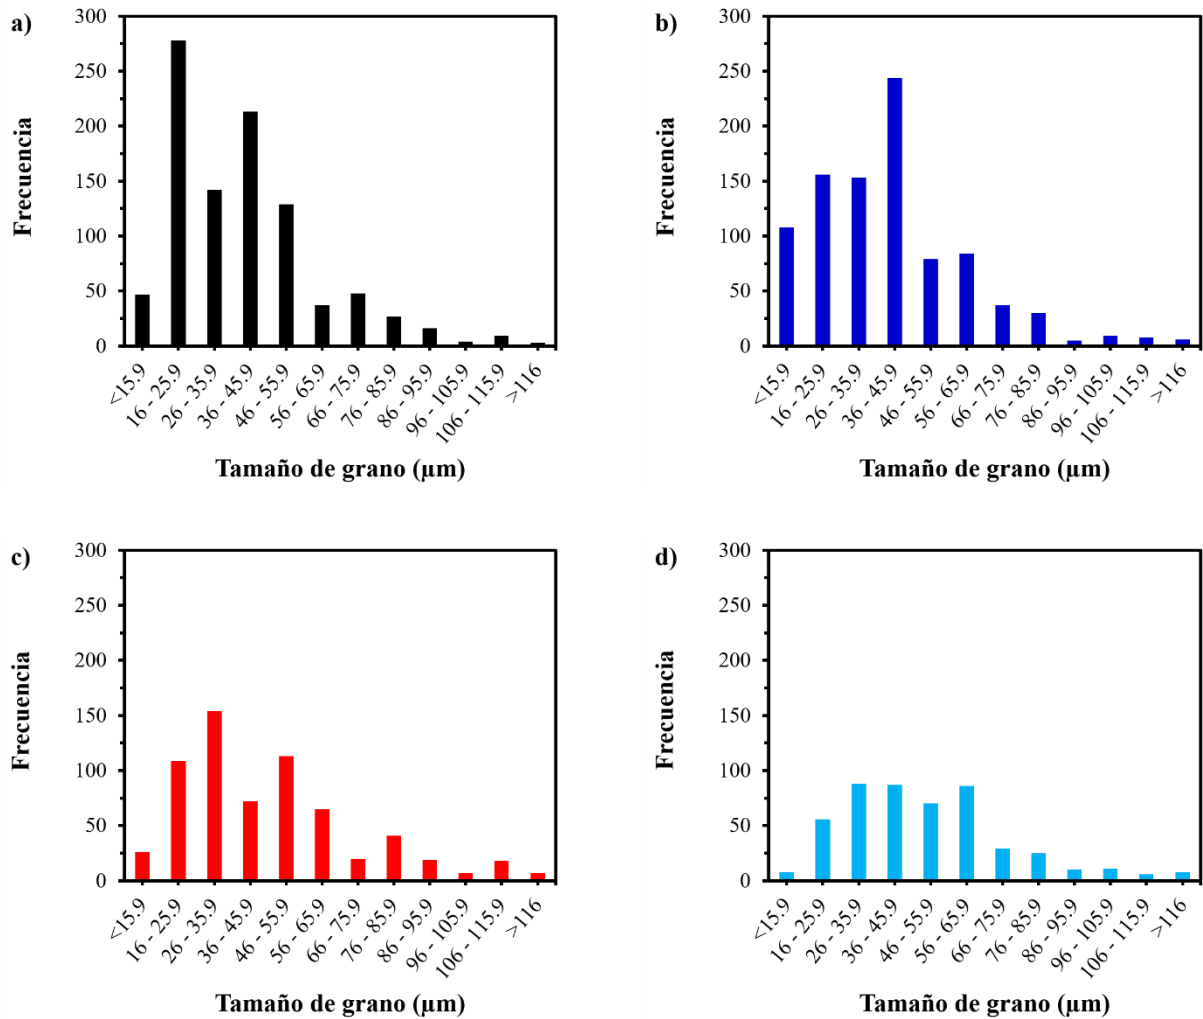 a)
300
250
200
150
100
50
0
Frecuencia
<15.9
16 - 25.9
26 - 35.9
36 - 45.9
46 - 55.9
56 - 65.9
66 - 75.9
76 - 85.9
86 - 95.9
96 - 105.9
106 - 115.9
>116
Tamaño de grano (µm)
b)
300
250
200
150
100
50
0
Frecuencia
<15.9
16 - 25.9
26 - 35.9
36 - 45.9
46 - 55.9
56 - 65.9
66 - 75.9
76 - 85.9
86 - 95.9
96 - 105.9
106 - 115.9
>116
Tamaño de grano (µm)
c)
300
250
200
150
100
50
0
Frecuencia
<15.9
16 - 25.9
26 - 35.9
36 - 45.9
46 - 55.9
56 - 65.9
66 - 75.9
76 - 85.9
86 - 95.9
96 - 105.9
106 - 115.9
>116
Tamaño de grano (µm)
d)
300
250
200
150
100
50
0
Frecuencia
<15.9
16 - 25.9
26 - 35.9
36 - 45.9
46 - 55.9
56 - 65.9
66 - 75.9
76 - 85.9
86 - 95.9
96 - 105.9
106 - 115.9
>116
Tamaño de grano (µm)